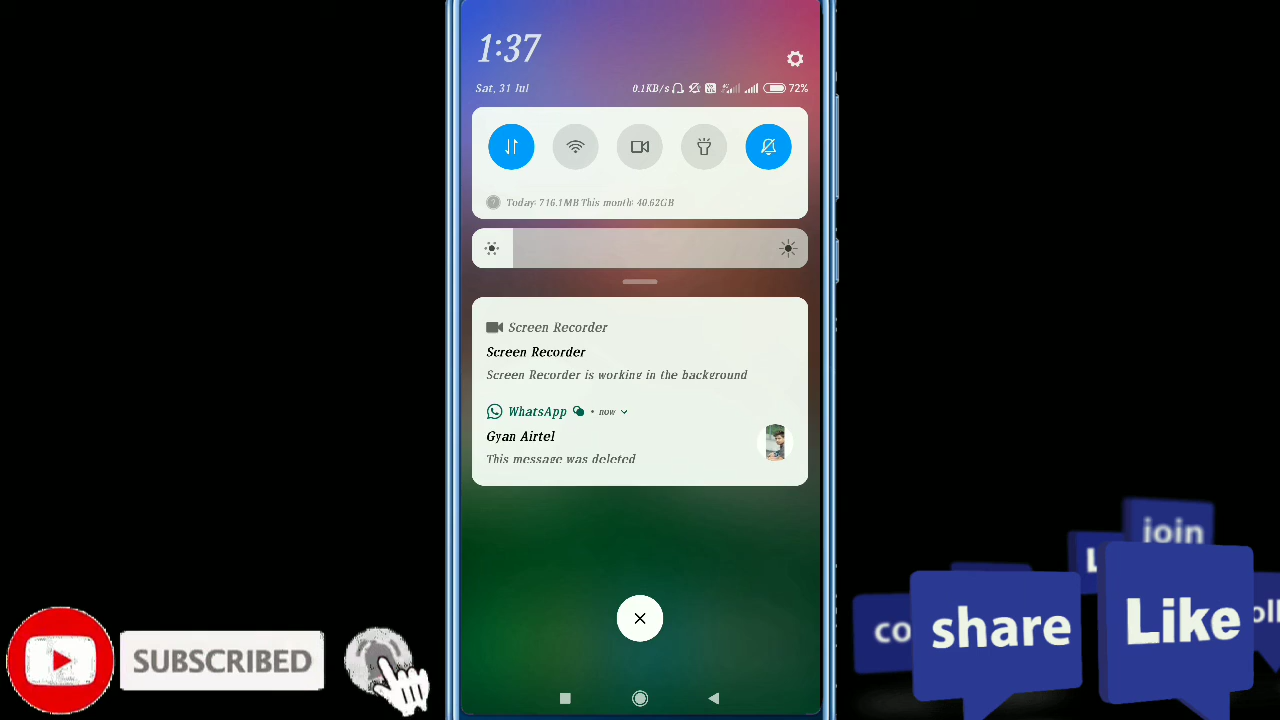 1:37
Sat, 31 Jul
0.1KB/s
72%
Today: 716.1MB This month: 40.62GB
Screen Recorder
Screen Recorder
Screen Recorder is working in the background
WhatsApp • now
Gyan Airtel
This message was deleted
SUBSCRIBED
join
share
Like